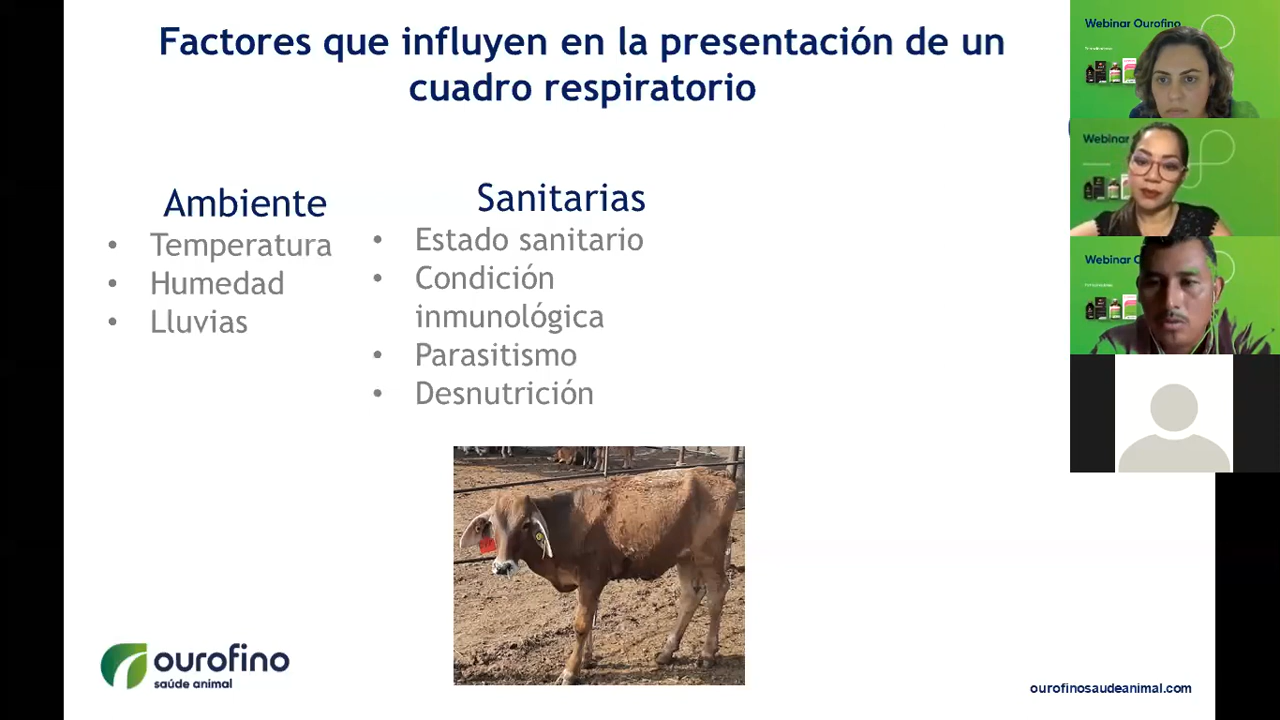 Factores que influyen en la presentación de un
cuadro respiratorio
Ambiente
• Temperatura
• Humedad
• Lluvias
Sanitarias
• Estado sanitario
• Condición
inmunológica
• Parasitismo
• Desnutrición
ourofino
saúde animal
ourofinosaudeanimal.com
Webinar Ourofino
Webinar
Webinar